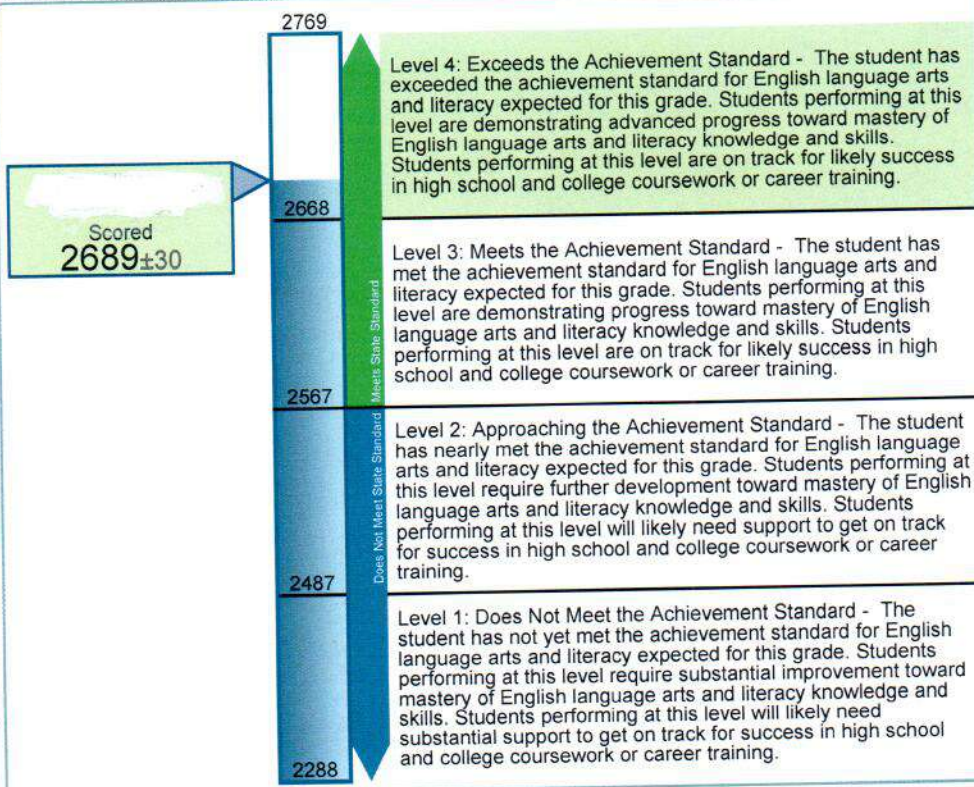 2769
Level 4: Exceeds the Achievement Standard - The student has
exceeded the achievement standard for English language arts
and literacy expected for this grade. Students performing at this
level are demonstrating advanced progress toward mastery of
English language arts and literacy knowledge and skills.
Students performing at this level are on track for likely success
in high school and college coursework or career training.
Scored
2689±30
2668
Level 3: Meets the Achievement Standard - The student has
met the achievement standard for English language arts and
literacy expected for this grade. Students performing at this
level are demonstrating progress toward mastery of English
language arts and literacy knowledge and skills. Students
performing at this level are on track for likely success in high
school and college coursework or career training.
Meets State Standard
2567
Does Not Meet State Standard
Level 2: Approaching the Achievement Standard - The student
has nearly met the achievement standard for English language
arts and literacy expected for this grade. Students performing at
this level require further development toward mastery of English
language arts and literacy knowledge and skills. Students
performing at this level will likely need support to get on track
for success in high school and college coursework or career
training.
2487
Level 1: Does Not Meet the Achievement Standard - The
student has not yet met the achievement standard for English
language arts and literacy expected for this grade. Students
performing at this level require substantial improvement toward
mastery of English language arts and literacy knowledge and
skills. Students performing at this level will likely need
substantial support to get on track for success in high school
and college coursework or career training.
2288